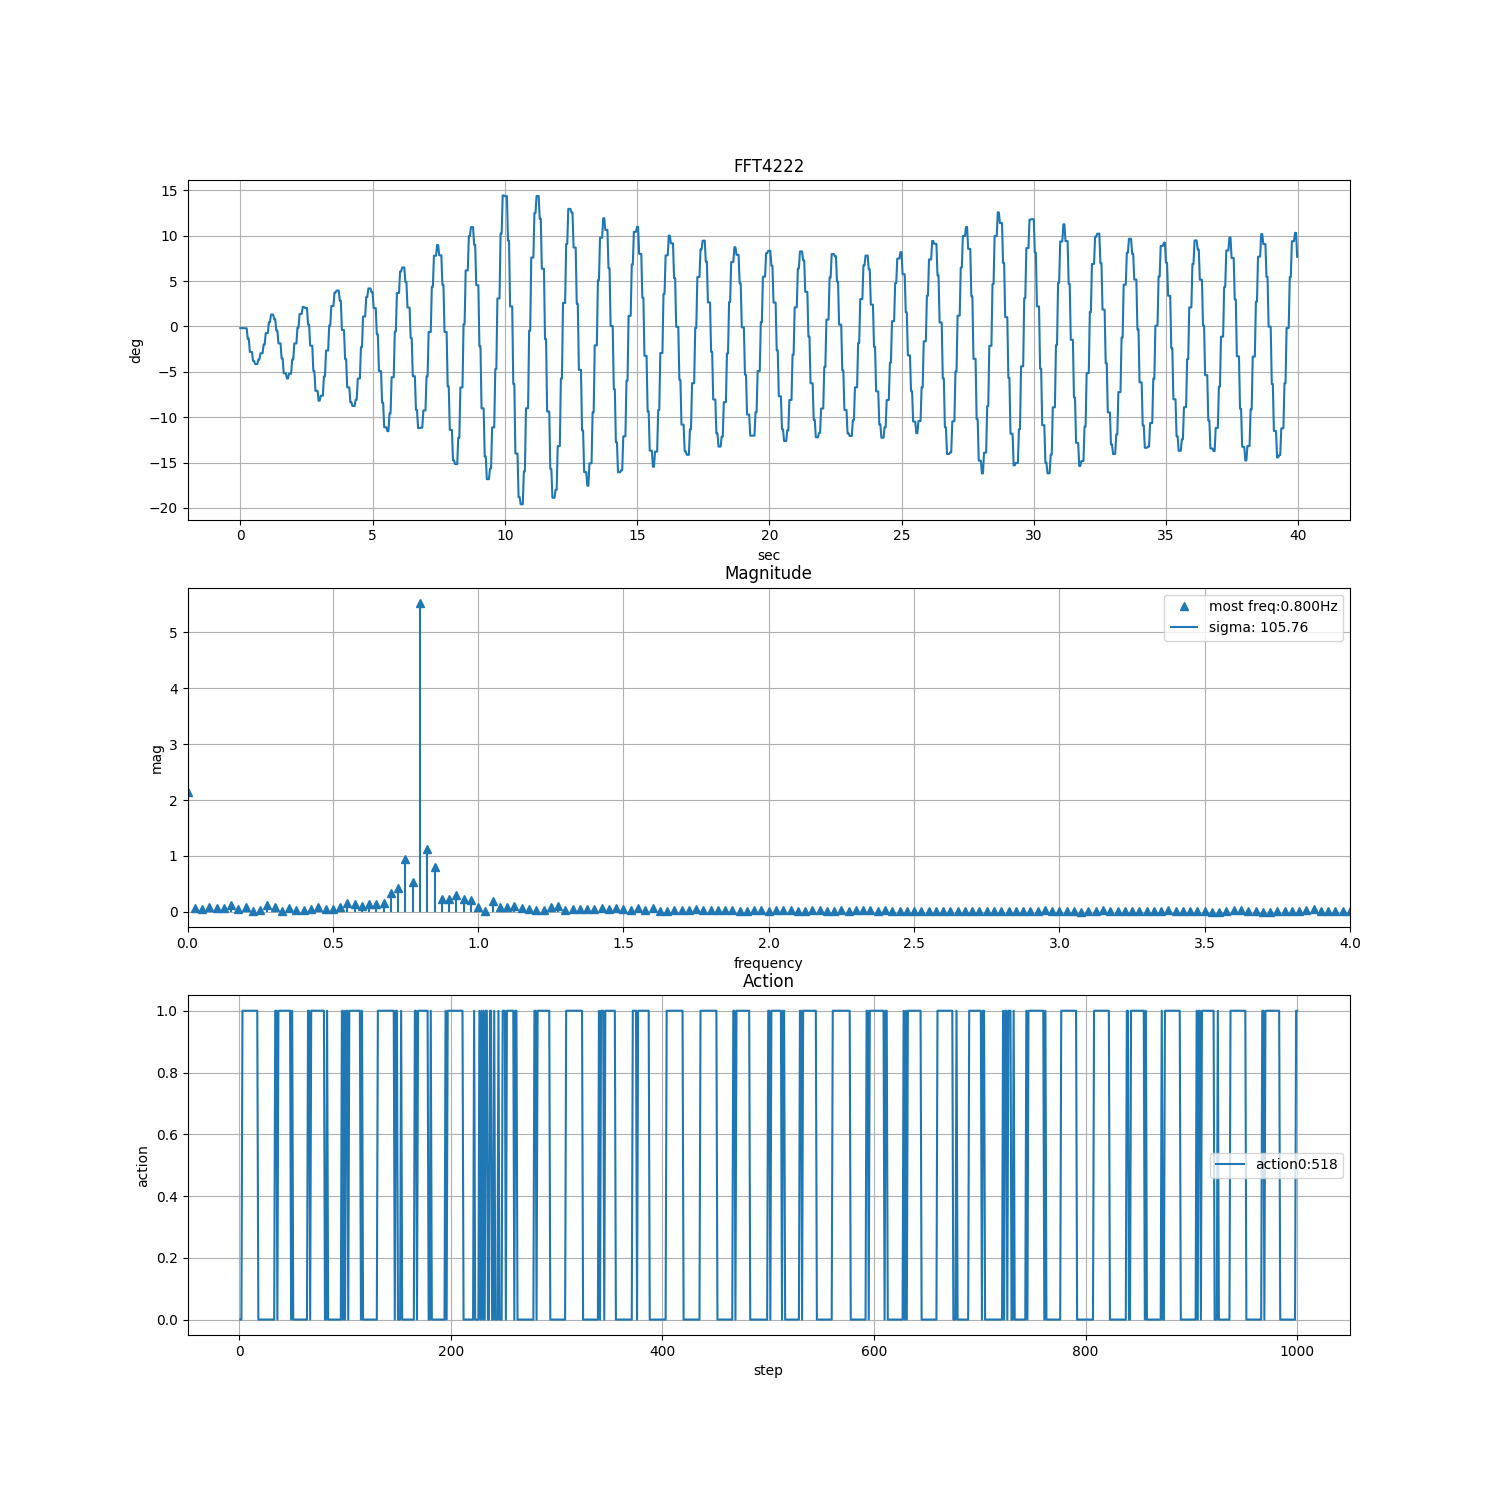 FFT4222
15
10
5
0
−5
−10
−15
−20
deg
0 5 10 15 20 25 30 35 40
sec
Magnitude
most freq:0.800Hz
sigma: 105.76
5
4
3
2
1
0
mag
0.0 0.5 1.0 1.5 2.0 2.5 3.0 3.5 4.0
frequency
Action
1.0
0.8
0.6
0.4
0.2
0.0
action
action0:518
0 200 400 600 800 1000
step